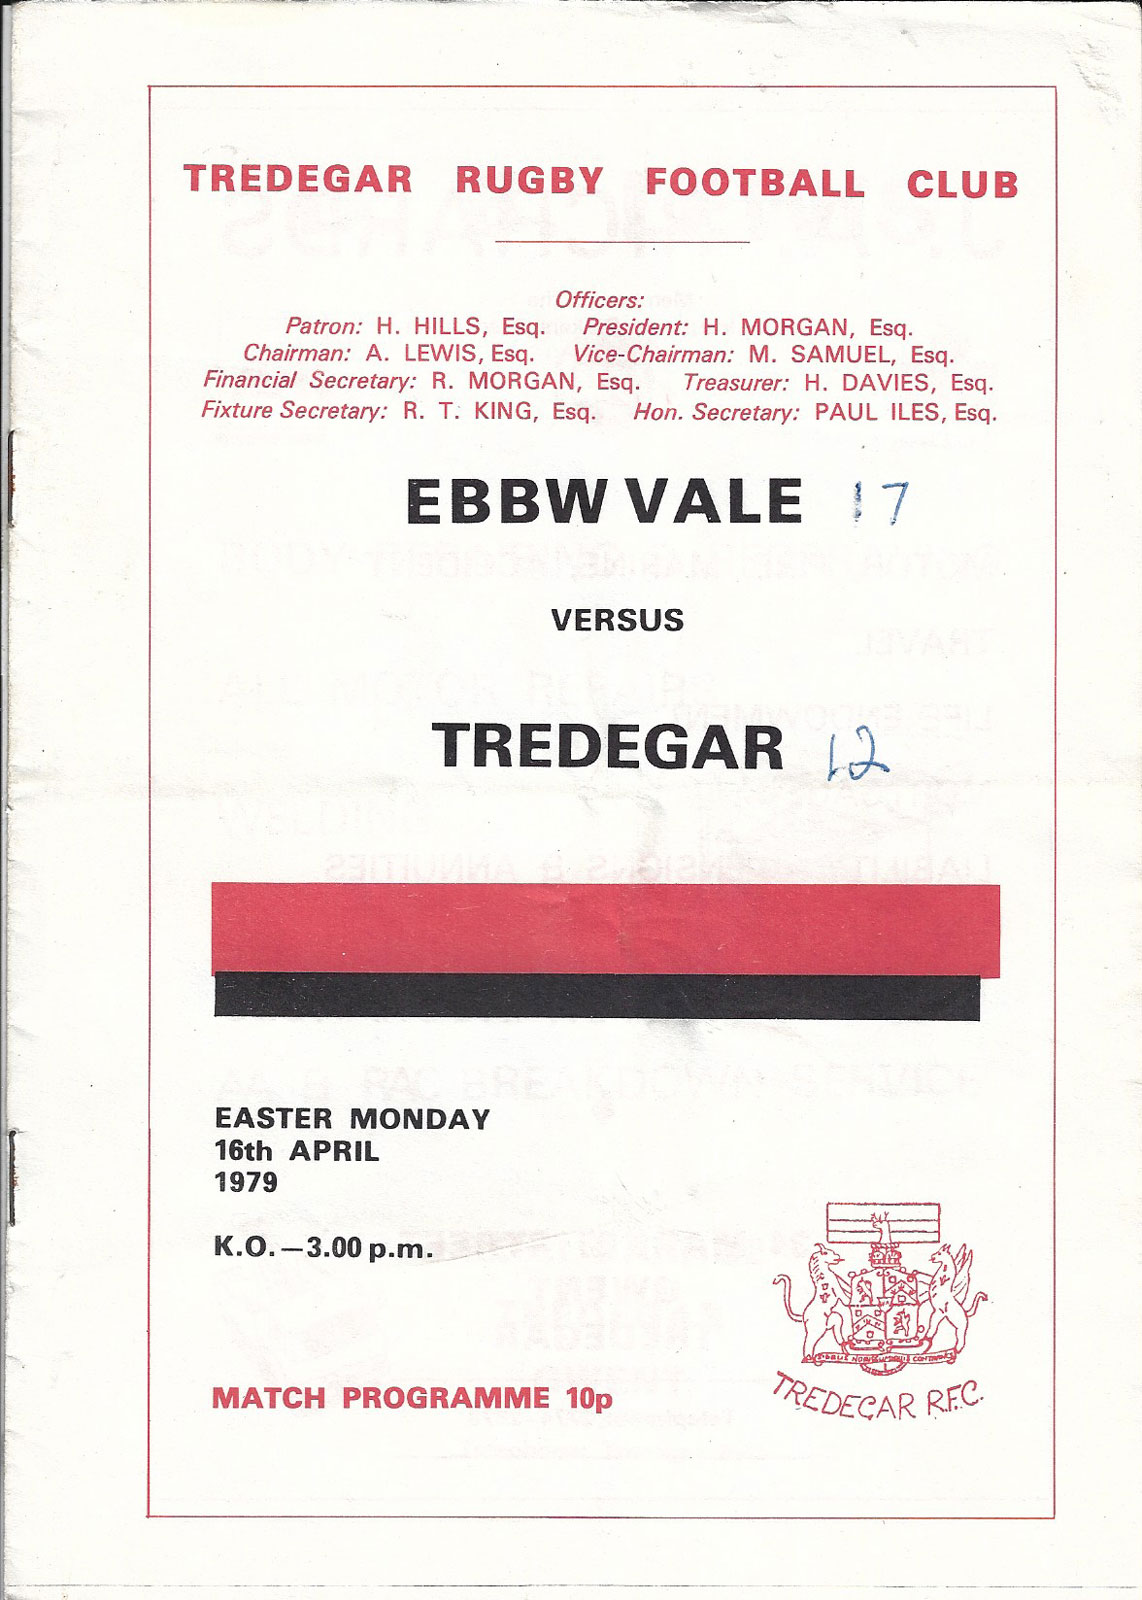 TREDEGAR RUGBY FOOTBALL CLUB
Officers:
Patron: H. HILLS, Esq. President: H. MORGAN, Esq.
Chairman: A. LEWIS, Esq. Vice-Chairman: M. SAMUEL, Esq.
Financial Secretary: R. MORGAN, Esq. Treasurer: H. DAVIES, Esq.
Fixture Secretary: R. T. KING, Esq. Hon. Secretary: PAUL ILES, Esq.
EBBW VALE 17
VERSUS
TREDEGAR 12
EASTER MONDAY
16th APRIL
1979
K.O.—3.00 p.m.
MATCH PROGRAMME 10p
TREDEGAR R.F.C.